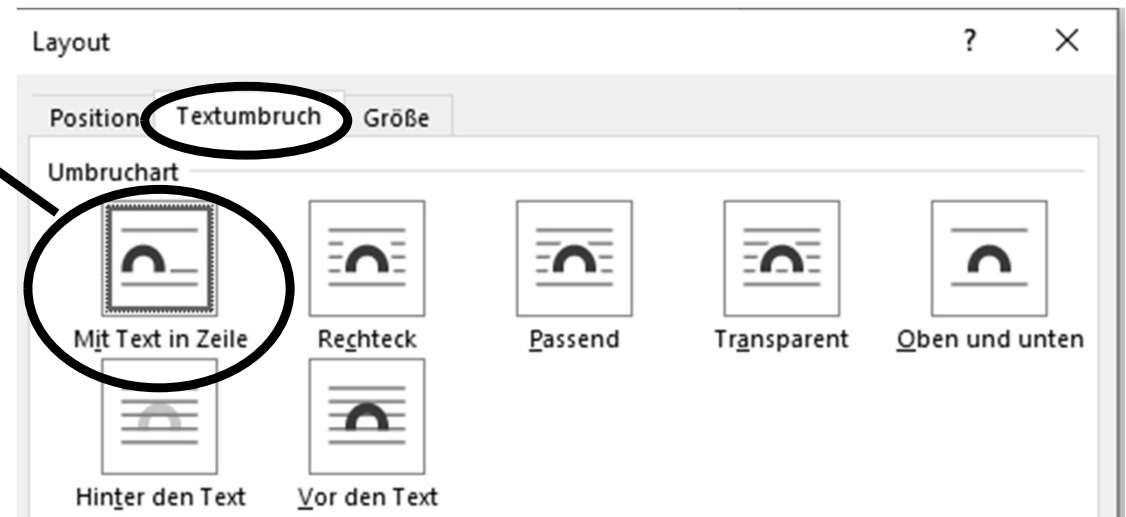 Layout ? ×
Position Textumbruch Größe
Umbruchart
Mit Text in Zeile Rechteck Passend Transparent Oben und unten
Hinter den Text Vor den Text